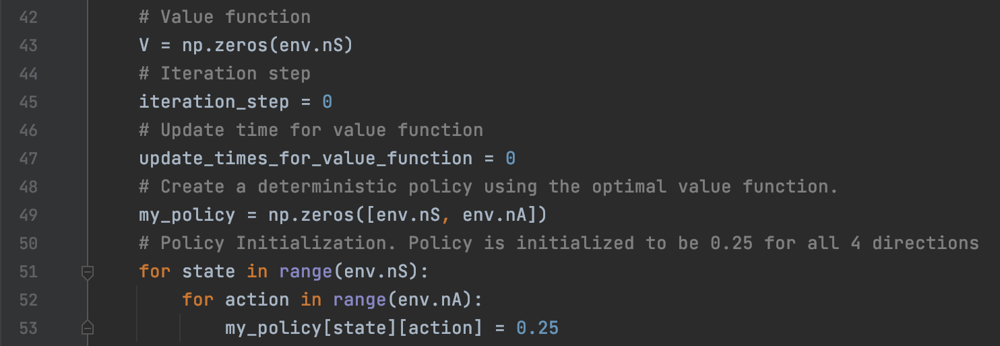 42 # Value function
43 V = np.zeros(env.nS)
44 # Iteration step
45 iteration_step = 0
46 # Update time for value function
47 update_times_for_value_function = 0
48 # Create a deterministic policy using the optimal value function.
49 my_policy = np.zeros([env.nS, env.nA])
50 # Policy Initialization. Policy is initialized to be 0.25 for all 4 directions
51 for state in range(env.nS):
52 for action in range(env.nA):
53 my_policy[state][action] = 0.25